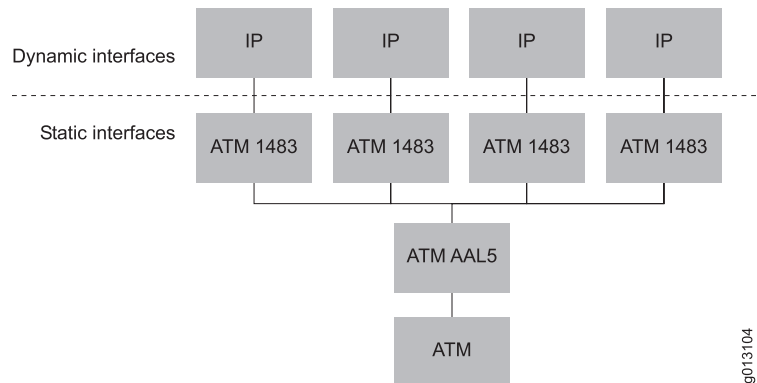 IP IP IP IP
Dynamic interfaces
Static interfaces
ATM 1483 ATM 1483 ATM 1483 ATM 1483
ATM AAL5
ATM
g013104